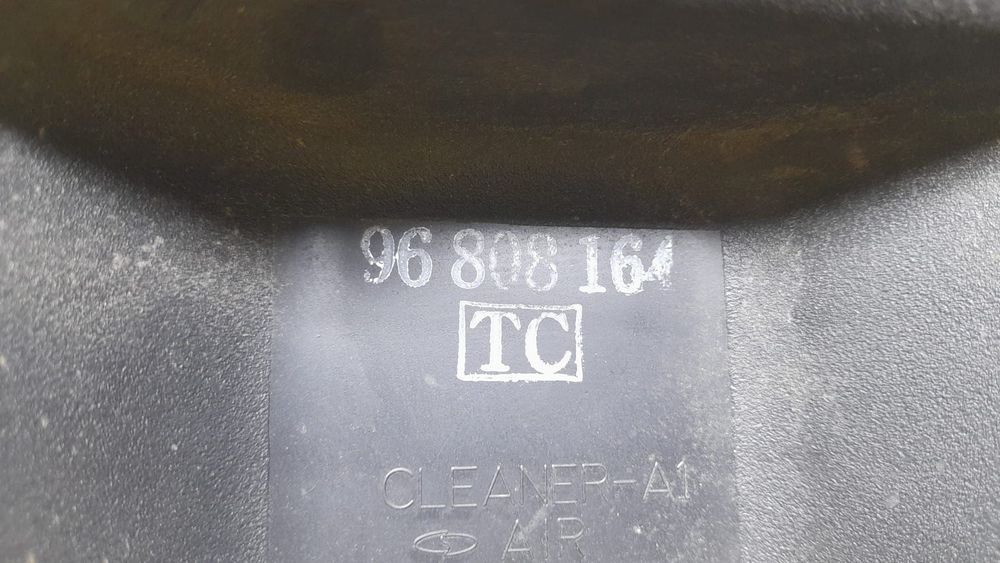 96 808 164
TC
CLEANER-A1
AIR